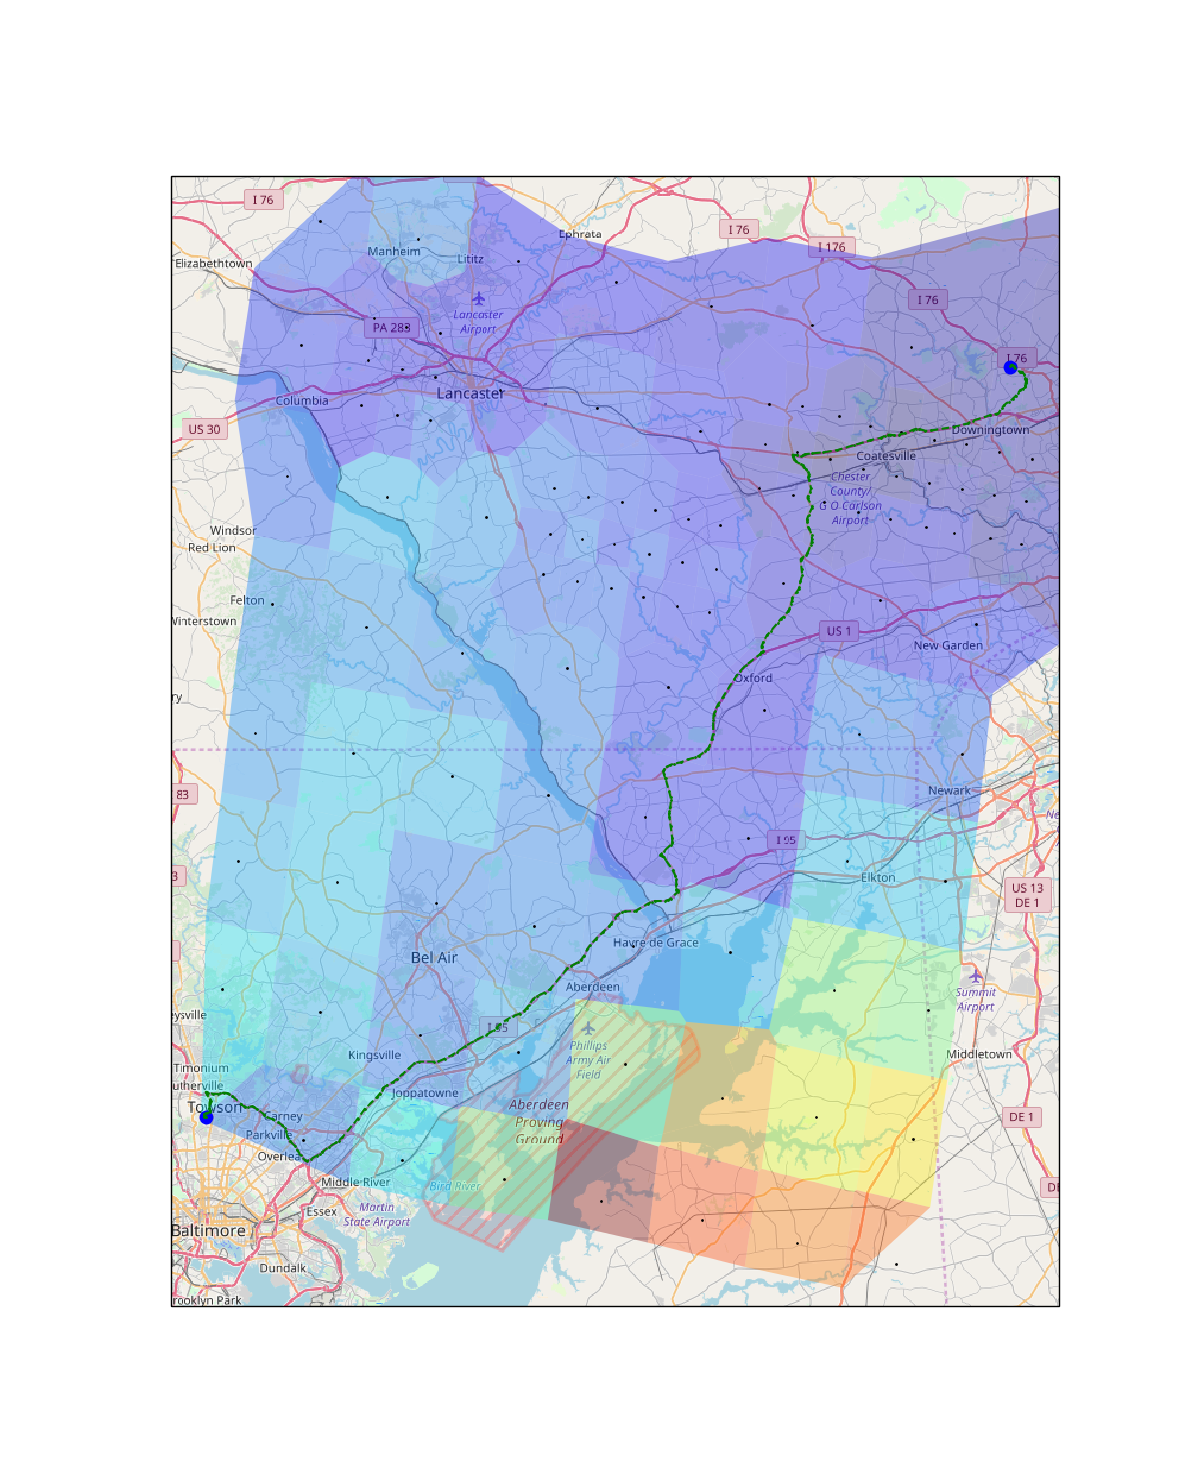 I 76
Ephrata
I 76
I 176
Manheim
Lititz
Elizabethtown
I 76
Lancaster
Airport
PA 283
I 76
Lancaster
Columbia
US 30
Downingtown
Coatesville
Chester
County/
G O Carlson
Airport
Windsor
Red Lion
Felton
Winterstown
US 1
New Garden
Oxford
ry
83
Newark
Ne
I 95
3
Elkton
US 13
DE 1
Havre de Grace
Bel Air
Aberdeen
Summit
Airport
eysville
I 95
Phillips
Army Air
Field
Kingsville
Middletown
Timonium
utherville
Joppatowne
Towson
Carney
Aberdeen
Proving
Ground
DE 1
Parkville
Overlea
Middle River
Bird River
DE
Essex
Martin
State Airport
Baltimore
Dundalk
rooklyn Park